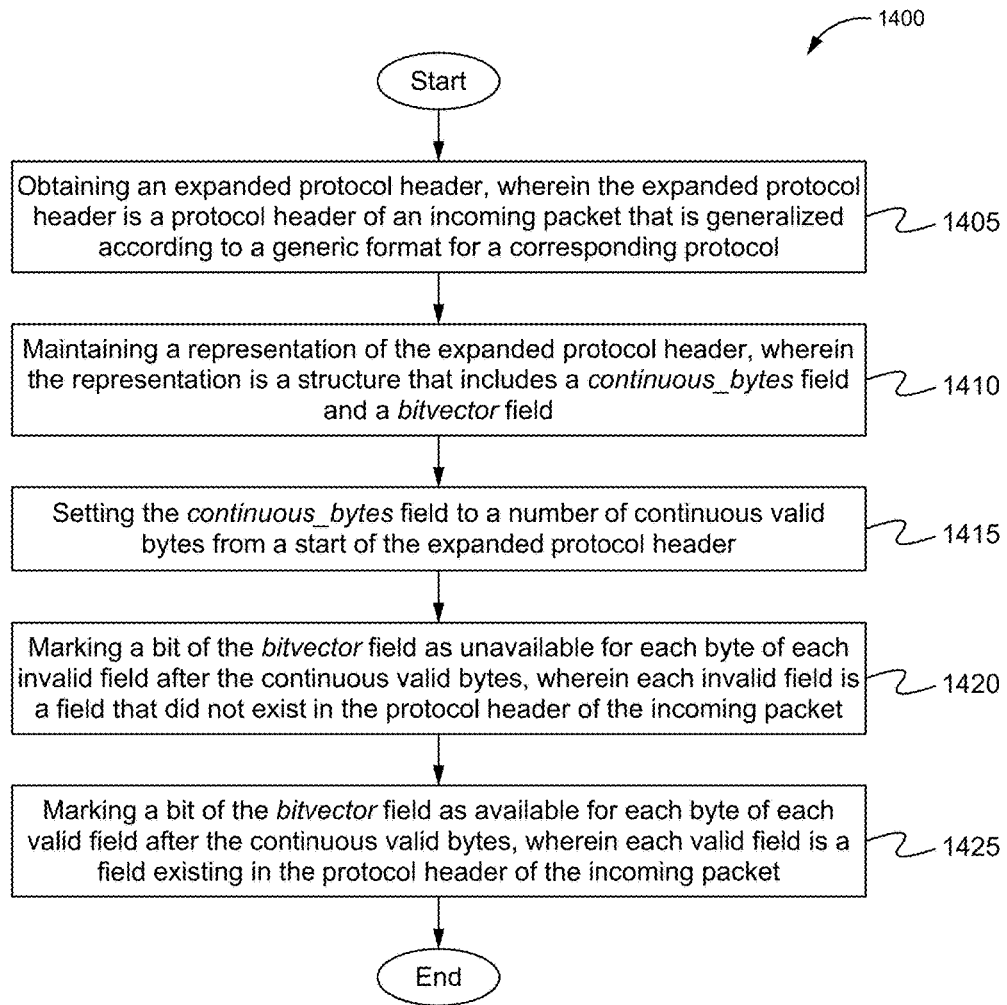 1400
Start
Obtaining an expanded protocol header, wherein the expanded protocol
header is a protocol header of an incoming packet that is generalized
according to a generic format for a corresponding protocol
1405
Maintaining a representation of the expanded protocol header, wherein
the representation is a structure that includes a continuous_bytes field
and a bitvector field
1410
Setting the continuous_bytes field to a number of continuous valid
bytes from a start of the expanded protocol header
1415
Marking a bit of the bitvector field as unavailable for each byte of each
invalid field after the continuous valid bytes, wherein each invalid field is
a field that did not exist in the protocol header of the incoming packet
1420
Marking a bit of the bitvector field as available for each byte of each
valid field after the continuous valid bytes, wherein each valid field is a
field existing in the protocol header of the incoming packet
1425
End